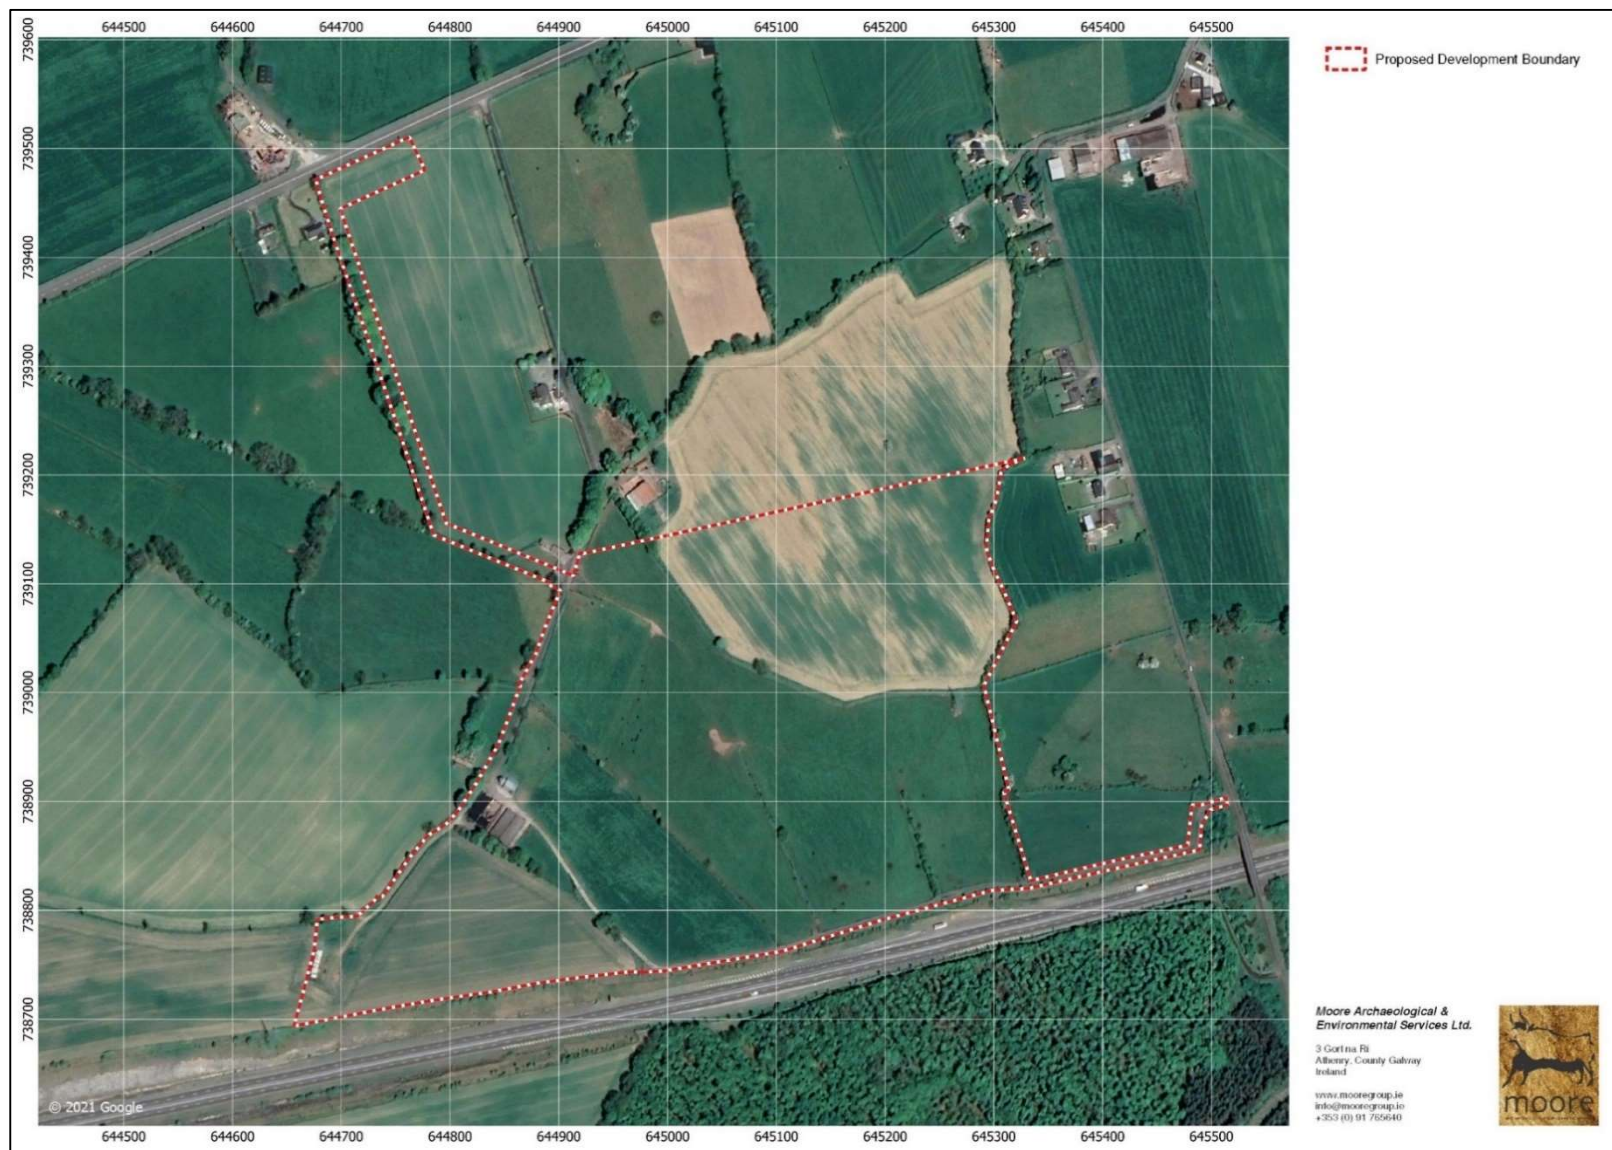 644500 644600 644700 644800 644900 645000 645100 645200 645300 645400 645500
739600
739500
739400
739300
739200
739100
739000
738900
738800
738700
Proposed Development Boundary
Moore Archaeological &
Environmental Services Ltd.
3 Gort na Rí
Athenry, County Galway
Ireland
www.mooregroup.ie
info@mooregroup.ie
+353 (0) 91 765640
moore
© 2021 Google
644500 644600 644700 644800 644900 645000 645100 645200 645300 645400 645500